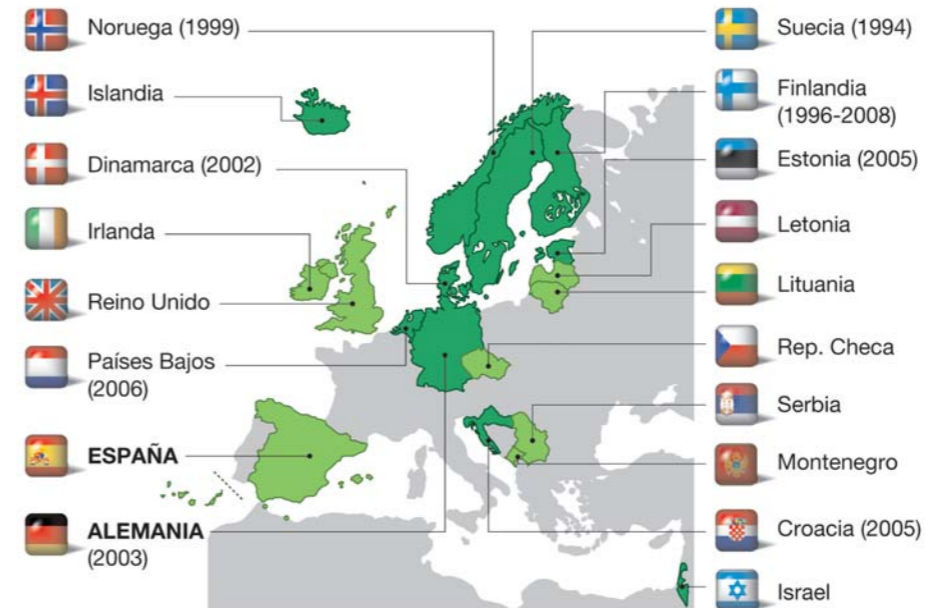 Noruega (1999)
Islandia
Dinamarca (2002)
Irlanda
Reino Unido
Países Bajos
(2006)
ESPAÑA
ALEMANIA
(2003)
Suecia (1994)
Finlandia
(1996-2008)
Estonia (2005)
Letonia
Lituania
Rep. Checa
Serbia
Montenegro
Croacia (2005)
Israel